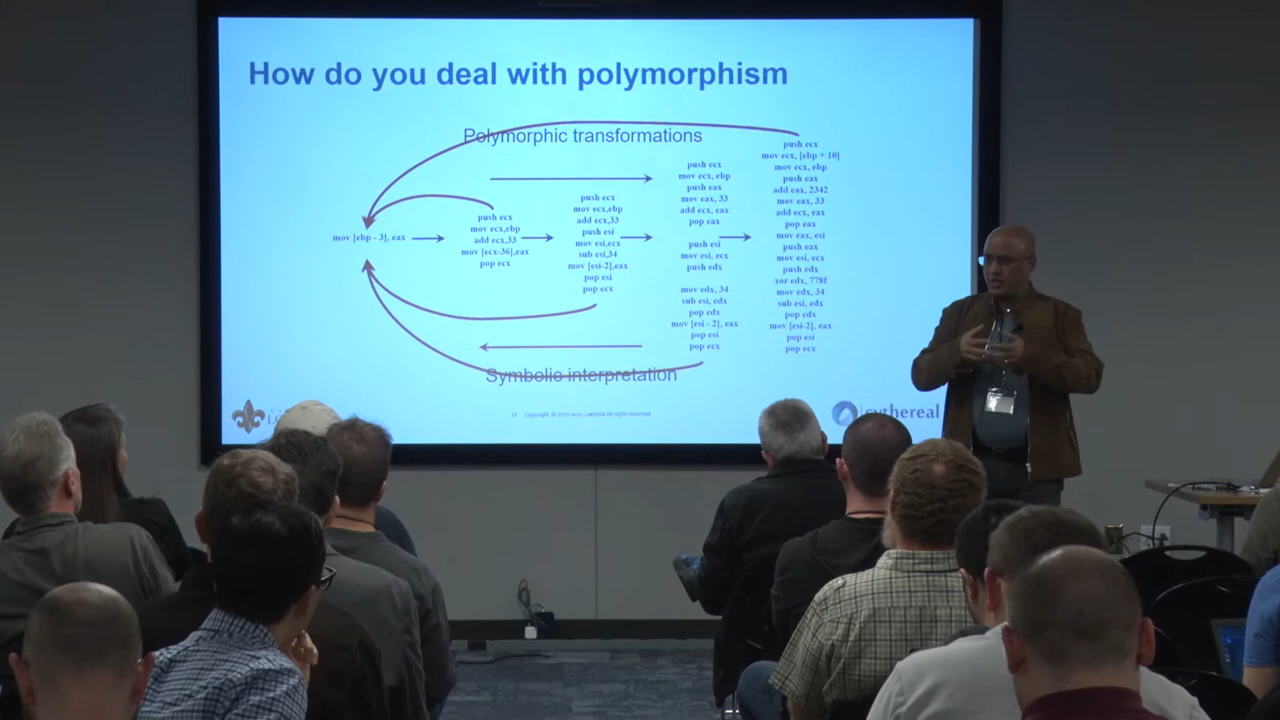 How do you deal with polymorphism
Polymorphic transformations
mov [ebp - 3], eax
push ecx
mov ecx,ebp
add ecx,33
mov [ecx-36],eax
pop ecx
push ecx
mov ecx,ebp
add ecx,33
push esi
mov esi,ecx
sub esi,34
mov [esi-2],eax
pop esi
pop ecx
push ecx
mov ecx, ebp
push eax
mov eax, 33
add ecx, eax
pop eax
push esi
mov esi, ecx
push edx
mov edx, 34
sub esi, edx
pop edx
mov [esi - 2], eax
pop esi
pop ecx
push ecx
mov ecx, [ebp + 10]
mov ecx, ebp
push eax
add eax, 2342
mov eax, 33
add ecx, eax
pop eax
mov eax, esi
push eax
mov esi, ecx
push edx
xor edx, 778f
mov edx, 34
sub esi, edx
pop edx
mov [esi-2], eax
pop esi
pop ecx
Symbolic interpretation
12 Copyright © All rights reserved
cythereal